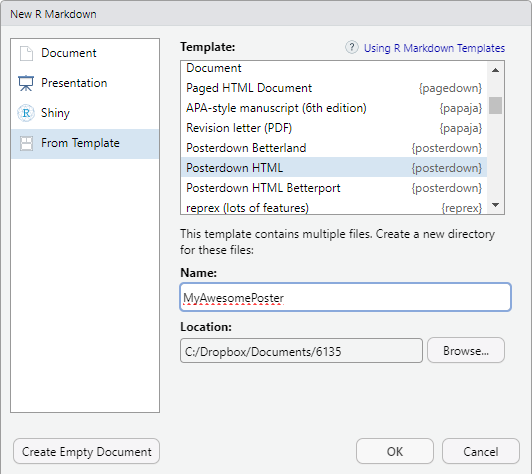 New R Markdown
Document
Presentation
Shiny
From Template
Template:
? Using R Markdown Templates
Document
Paged HTML Document {pagedown}
APA-style manuscript (6th edition) {papaja}
Revision letter (PDF) {papaja}
Posterdown Betterland {posterdown}
Posterdown HTML {posterdown}
Posterdown HTML Betterport {posterdown}
reprex (lots of features) {reprex}
This template contains multiple files. Create a new directory
for these files:
Name:
MyAwesomePoster
Location:
C:/Dropbox/Documents/6135
Browse...
Create Empty Document
OK
Cancel